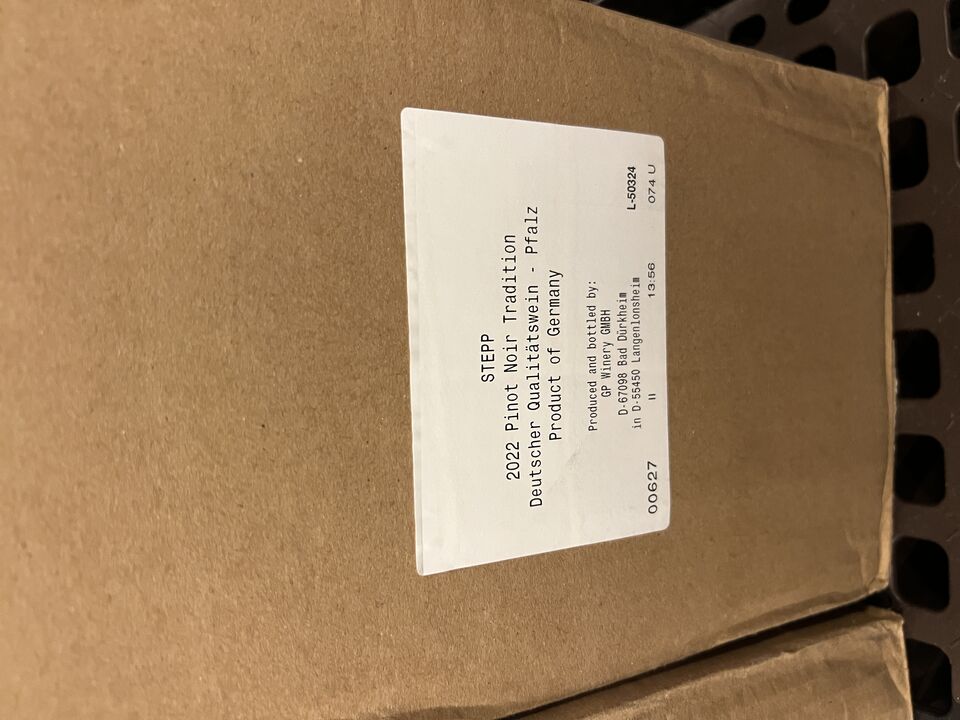 STEPP
2022 Pinot Noir Tradition
Deutscher Qualitätswein - Pfalz
Product of Germany
Produced and bottled by:
GP Winery GMBH
D-67098 Bad Dürkheim
in D-55450 Langenlonsheim
L-50324
00627 II 13:56 074 U